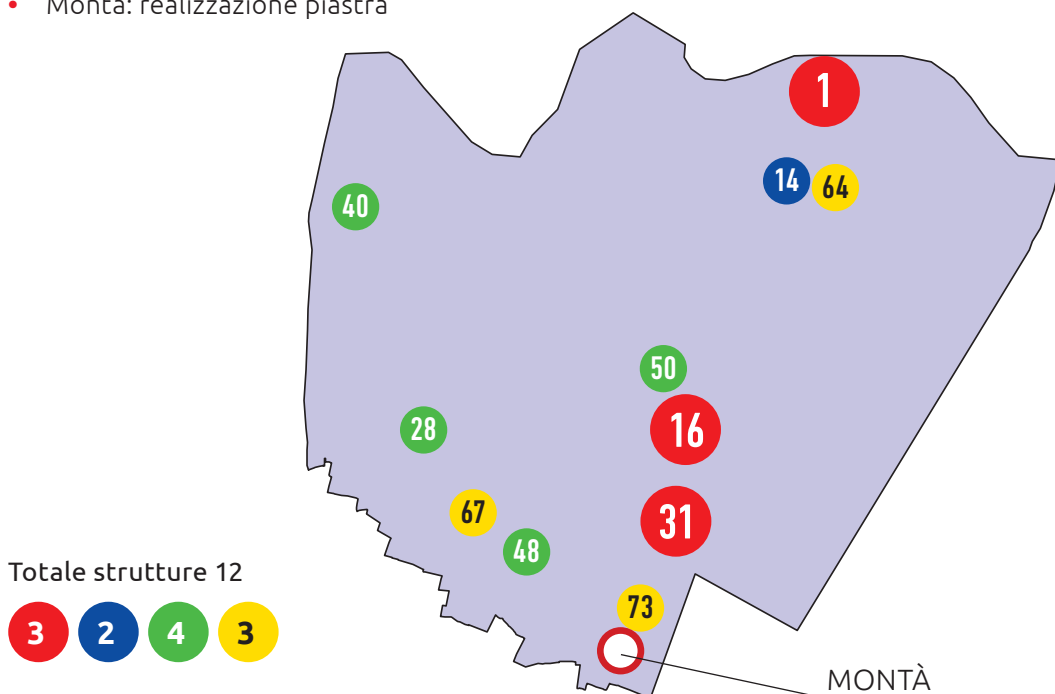 • Montà: realizzazione piastra
1
14 64
40
50
28
16
67
31
48
Totale strutture 12
73
3 2 4 3
MONTÀ